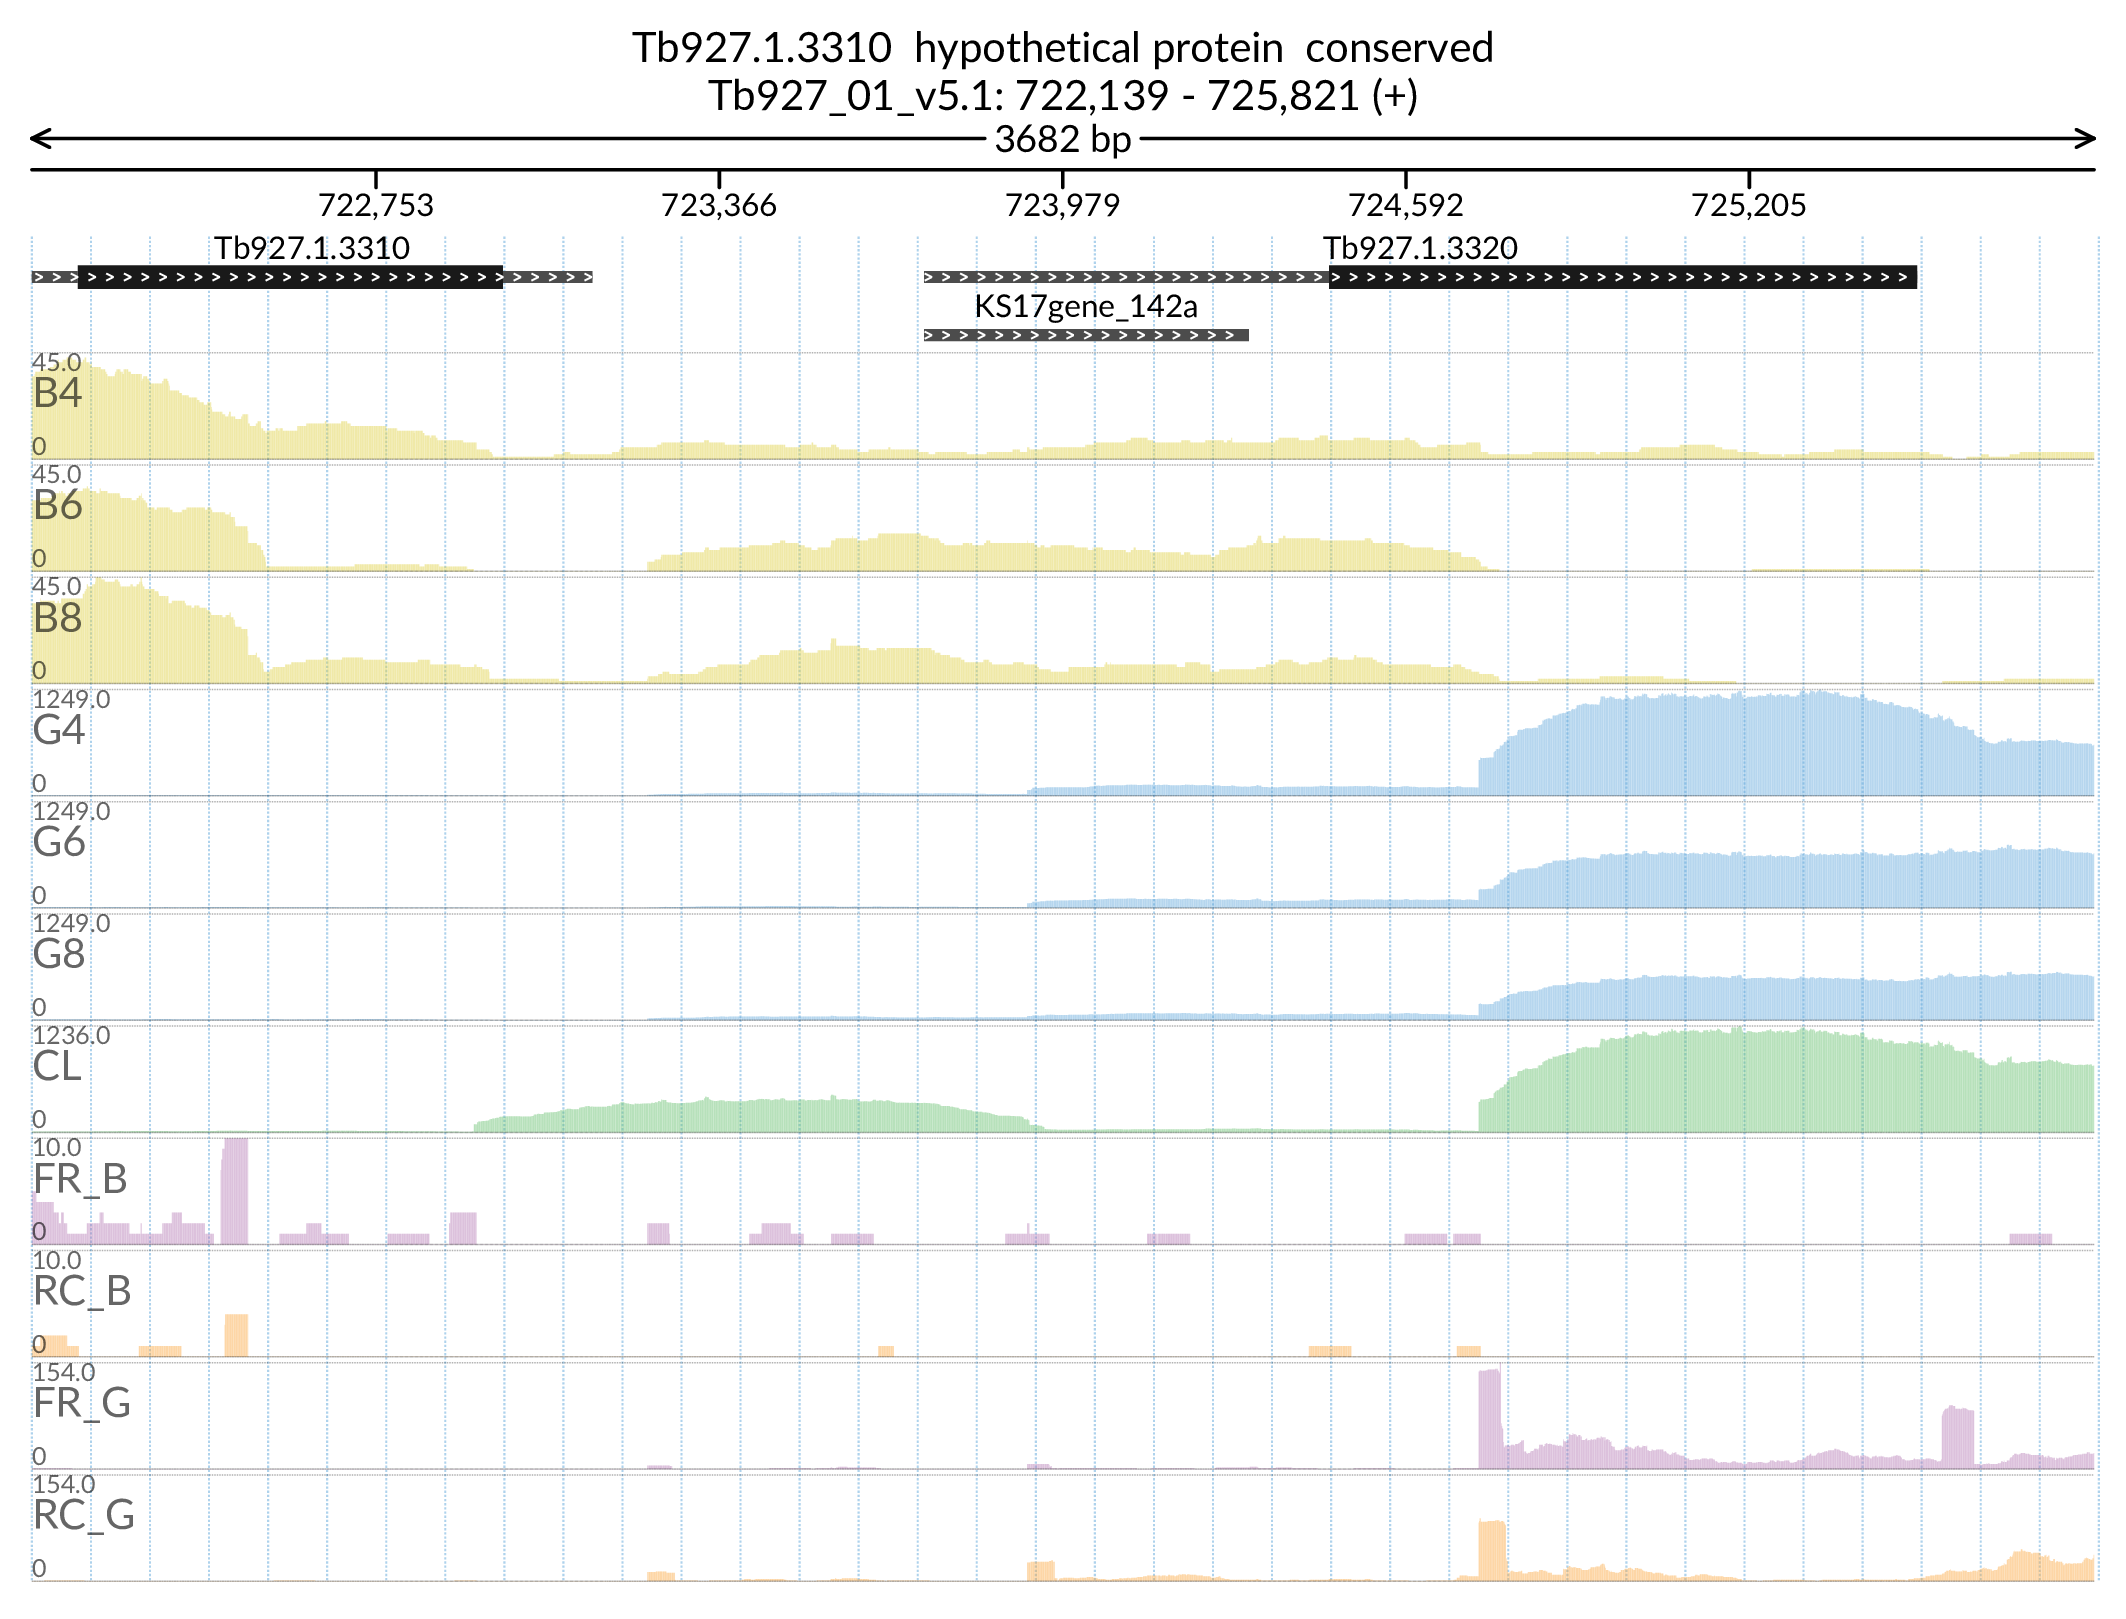 Tb927.1.3310 hypothetical protein conserved
Tb927_01_v5.1: 722,139 - 725,821 (+)
3682 bp
722,753 723,366 723,979 724,592 725,205
Tb927.1.3310 Tb927.1.3320
KS17gene_142a
45.0
B4
0
45.0
B6
0
45.0
B8
0
1249.0
G4
0
1249.0
G6
0
1249.0
G8
0
1236.0
CL
0
10.0
FR_B
0
10.0
RC_B
0
154.0
FR_G
0
154.0
RC_G
0